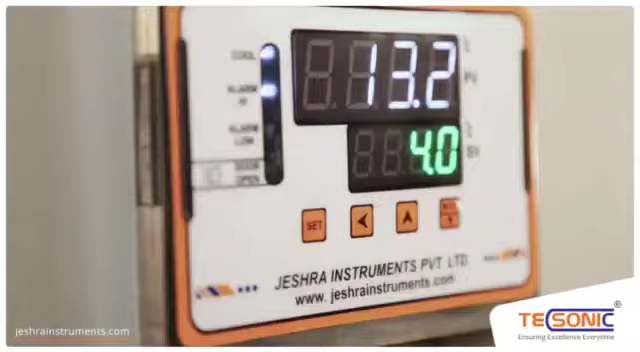 COOL
13.2
°C
PV
ALARM
HI
4.0
°C
SV
ALARM
LOW
DOOR
OPEN
SET
JESHRA INSTRUMENTS PVT LTD
www. jeshrainstruments.com
jeshrainstruments.com
TECSONIC®
Ensuring Excellence Everytime